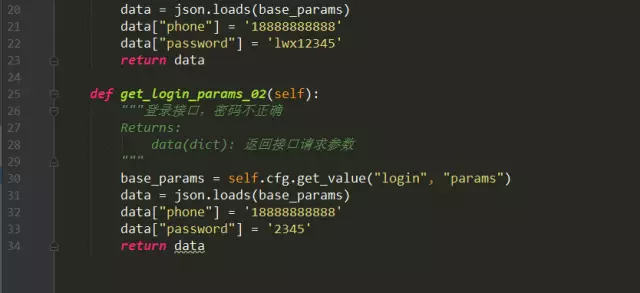 20 data = json.loads(base_params)
21 data["phone"] = '18888888888'
22 data["password"] = 'lwx12345'
23 return data
24
25 def get_login_params_02(self):
26 """登录接口，密码不正确
27 Returns:
28 data(dict): 返回接口请求参数
29 """
30 base_params = self.cfg.get_value("login", "params")
31 data = json.loads(base_params)
32 data["phone"] = '18888888888'
33 data["password"] = '2345'
34 return data